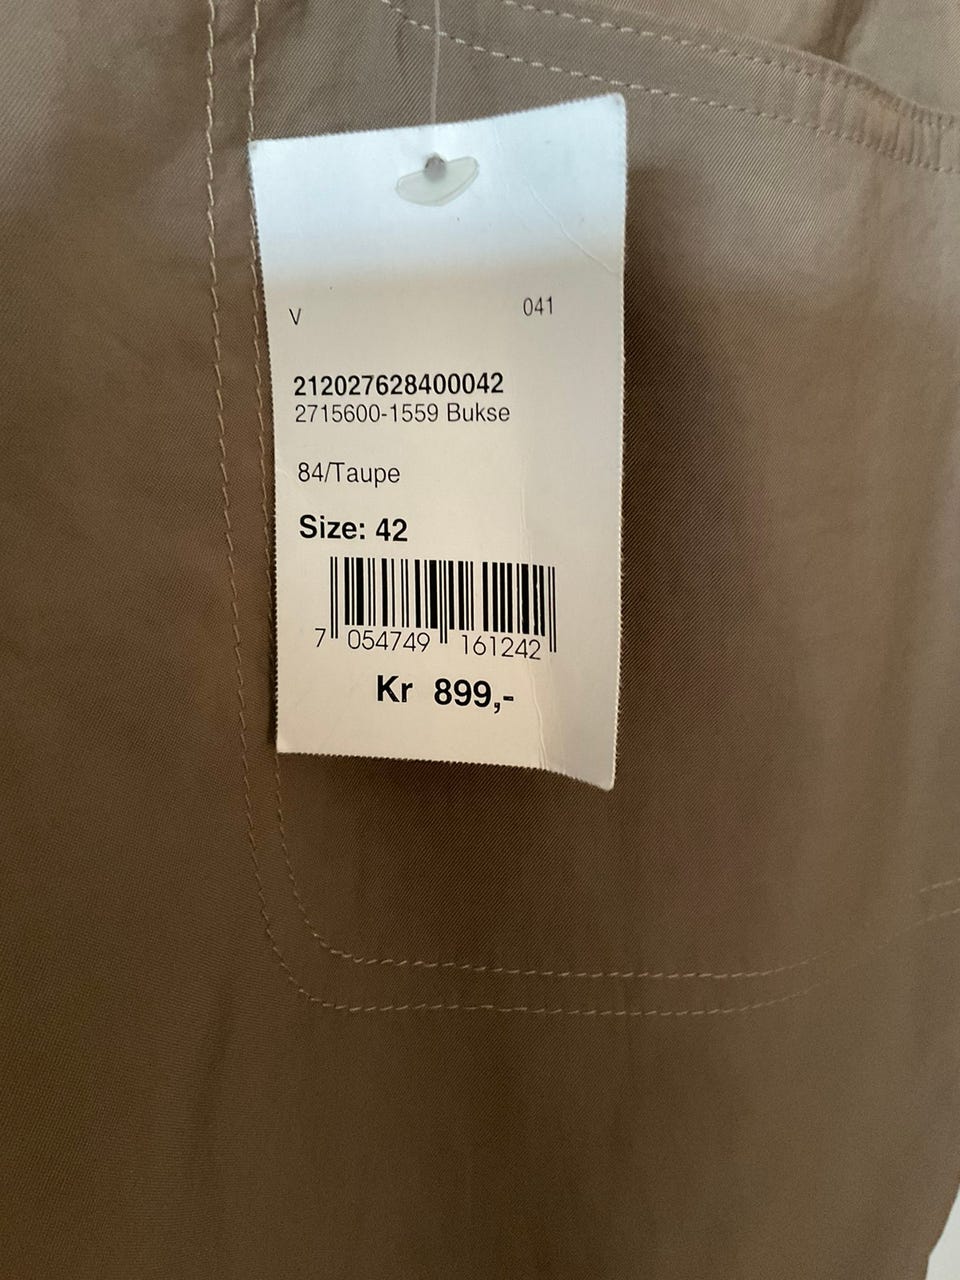 V 041
212027628400042
2715600-1559 Bukse
84/Taupe
Size: 42
7 054749 161242
Kr 899,-